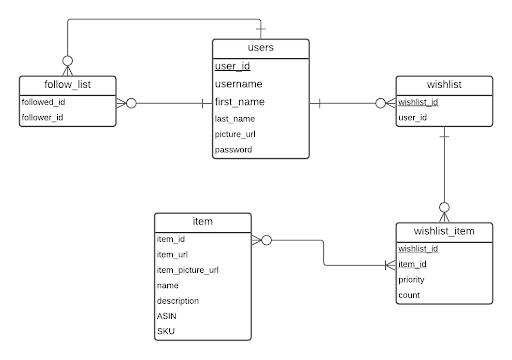 users
user_id
username
first_name
last_name
picture_url
password
follow_list
followed_id
follower_id
wishlist
wishlist_id
user_id
item
item_id
item_url
item_picture_url
name
description
ASIN
SKU
wishlist_item
wishlist_id
item_id
priority
count